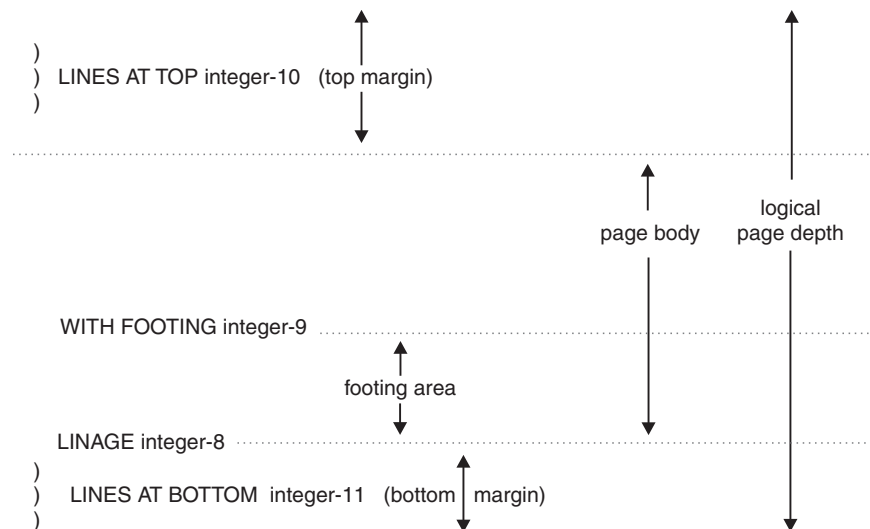 )
) LINES AT TOP integer-10 (top margin)
)
logical
page body page depth
WITH FOOTING integer-9
footing area
LINAGE integer-8
)
) LINES AT BOTTOM integer-11 (bottom margin)
)